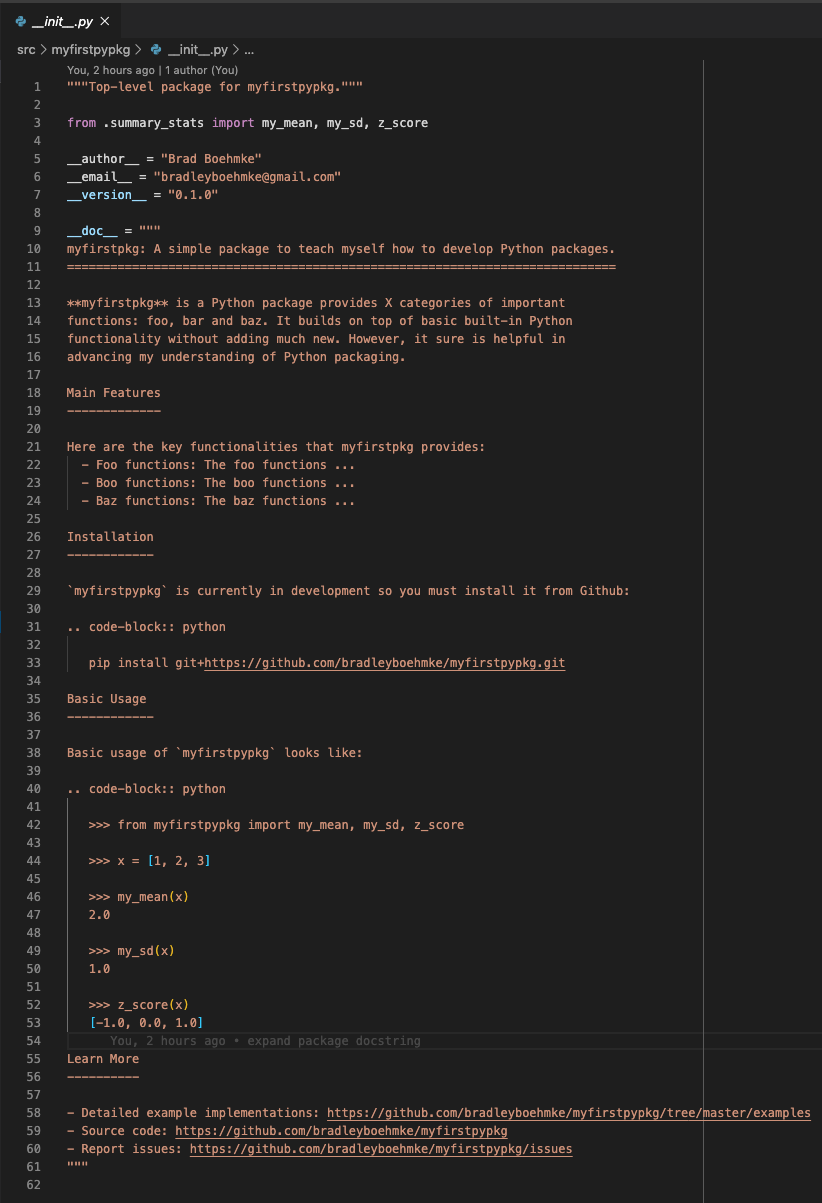 __init__.py ×
src > myfirstpypkg > __init__.py > ...
You, 2 hours ago | 1 author (You)
1 """Top-level package for myfirstpypkg."""
2
3 from .summary_stats import my_mean, my_sd, z_score
4
5 __author__ = "Brad Boehmke"
6 __email__ = "bradleyboehmke@gmail.com"
7 __version__ = "0.1.0"
8
9 __doc__ = """
10 myfirstpkg: A simple package to teach myself how to develop Python packages.
11 ============================================================================
12
13 **myfirstpkg** is a Python package provides X categories of important
14 functions: foo, bar and baz. It builds on top of basic built-in Python
15 functionality without adding much new. However, it sure is helpful in
16 advancing my understanding of Python packaging.
17
18 Main Features
19 -------------
20
21 Here are the key functionalities that myfirstpkg provides:
22   - Foo functions: The foo functions ...
23   - Boo functions: The boo functions ...
24   - Baz functions: The baz functions ...
25
26 Installation
27 ------------
28
29 `myfirstpypkg` is currently in development so you must install it from Github:
30
31 .. code-block:: python
32
33    pip install git+https://github.com/bradleyboehmke/myfirstpypkg.git
34
35 Basic Usage
36 ------------
37
38 Basic usage of `myfirstpypkg` looks like:
39
40 .. code-block:: python
41
42    >>> from myfirstpypkg import my_mean, my_sd, z_score
43
44    >>> x = [1, 2, 3]
45
46    >>> my_mean(x)
47    2.0
48
49    >>> my_sd(x)
50    1.0
51
52    >>> z_score(x)
53    [-1.0, 0.0, 1.0]
54 You, 2 hours ago • expand package docstring
55 Learn More
56 ----------
57
58 - Detailed example implementations: https://github.com/bradleyboehmke/myfirstpypkg/tree/master/examples
59 - Source code: https://github.com/bradleyboehmke/myfirstpypkg
60 - Report issues: https://github.com/bradleyboehmke/myfirstpypkg/issues
61 """
62